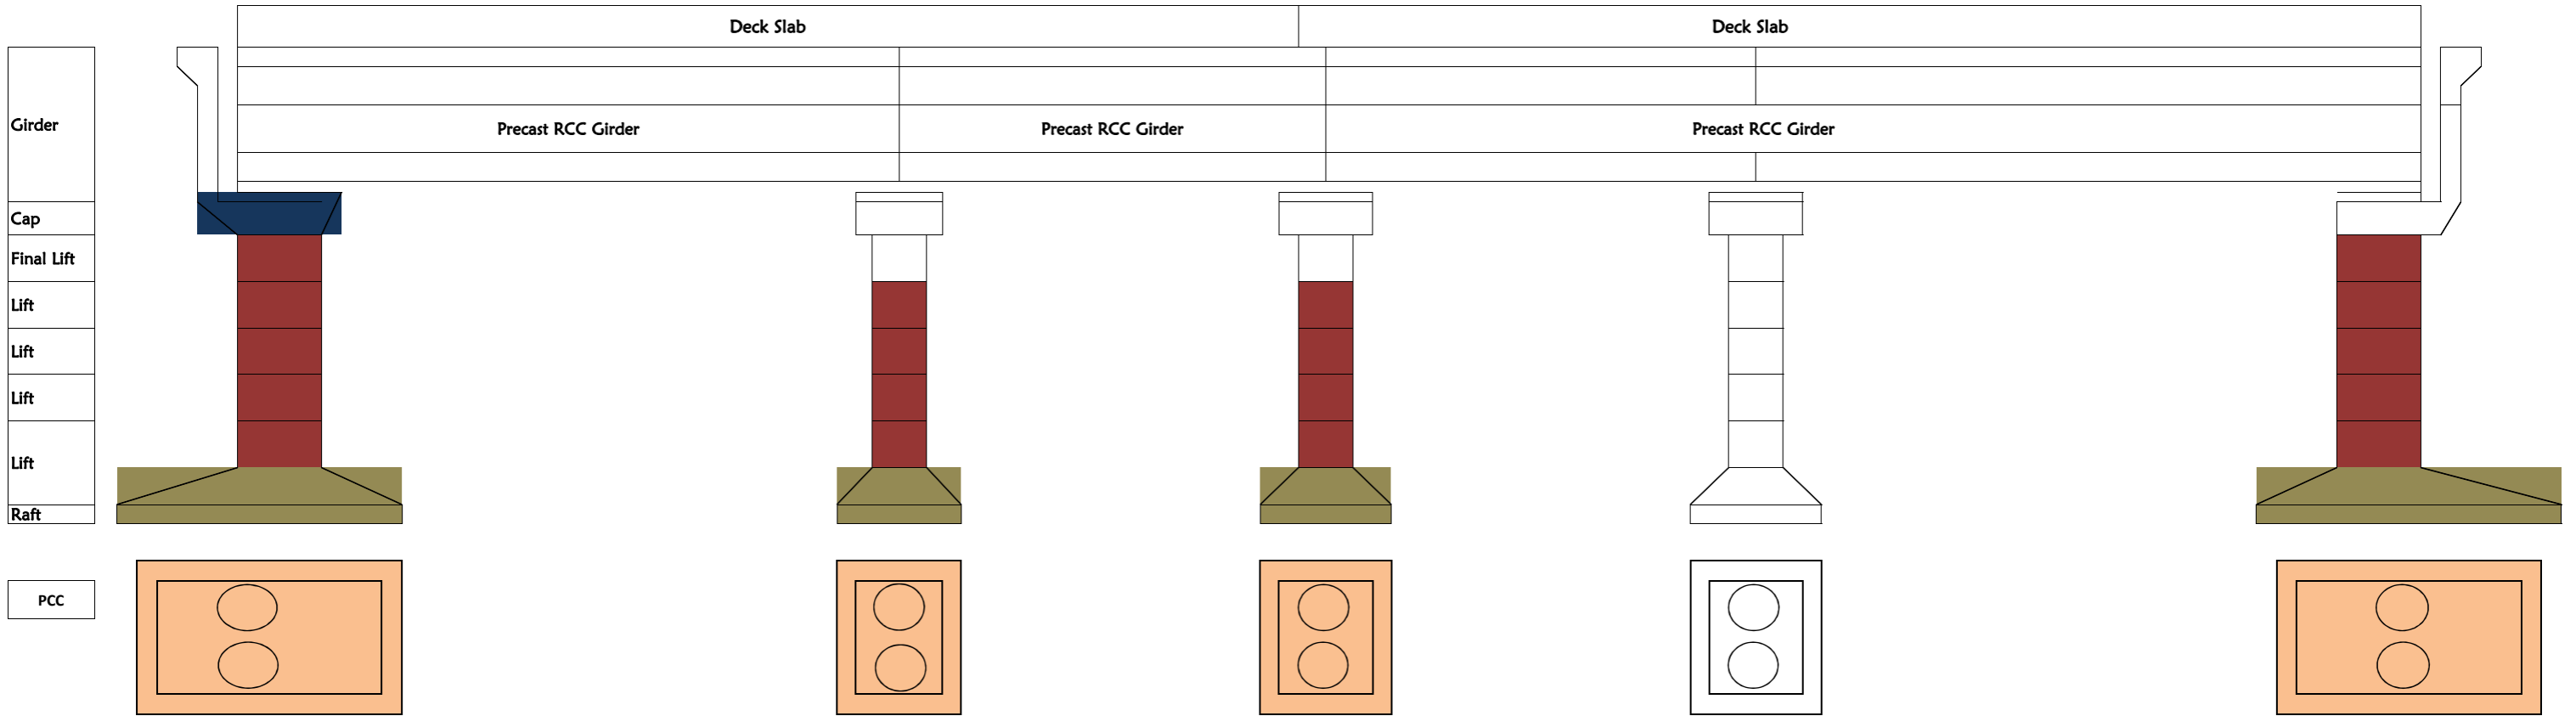 Deck Slab
Deck Slab
Girder
Precast RCC Girder
Precast RCC Girder
Precast RCC Girder
Cap
Final Lift
Lift
Lift
Lift
Lift
Raft
PCC